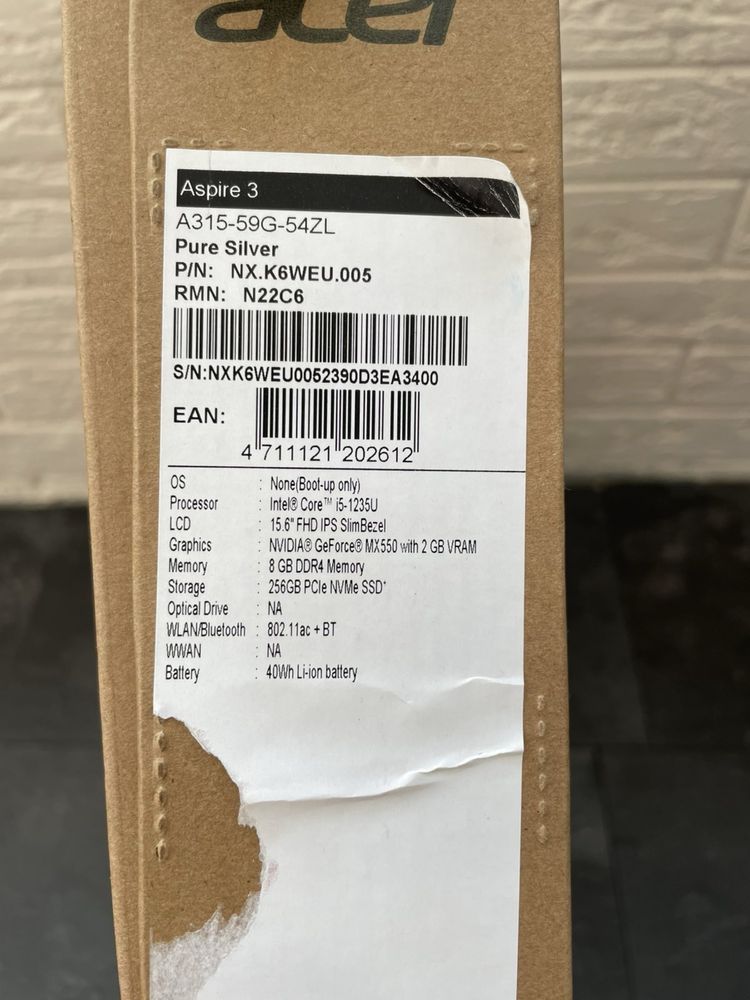 acer
Aspire 3
A315-59G-54ZL
Pure Silver
P/N: NX.K6WEU.005
RMN: N22C6
S/N:NXK6WEU0052390D3EA3400
EAN:
4 711121 202612
OS : None(Boot-up only)
Processor : Intel® Core™ i5-1235U
LCD : 15.6" FHD IPS SlimBezel
Graphics : NVIDIA® GeForce® MX550 with 2 GB VRAM
Memory : 8 GB DDR4 Memory
Storage : 256GB PCIe NVMe SSD*
Optical Drive : NA
WLAN/Bluetooth : 802.11ac + BT
WWAN : NA
Battery : 40Wh Li-ion battery